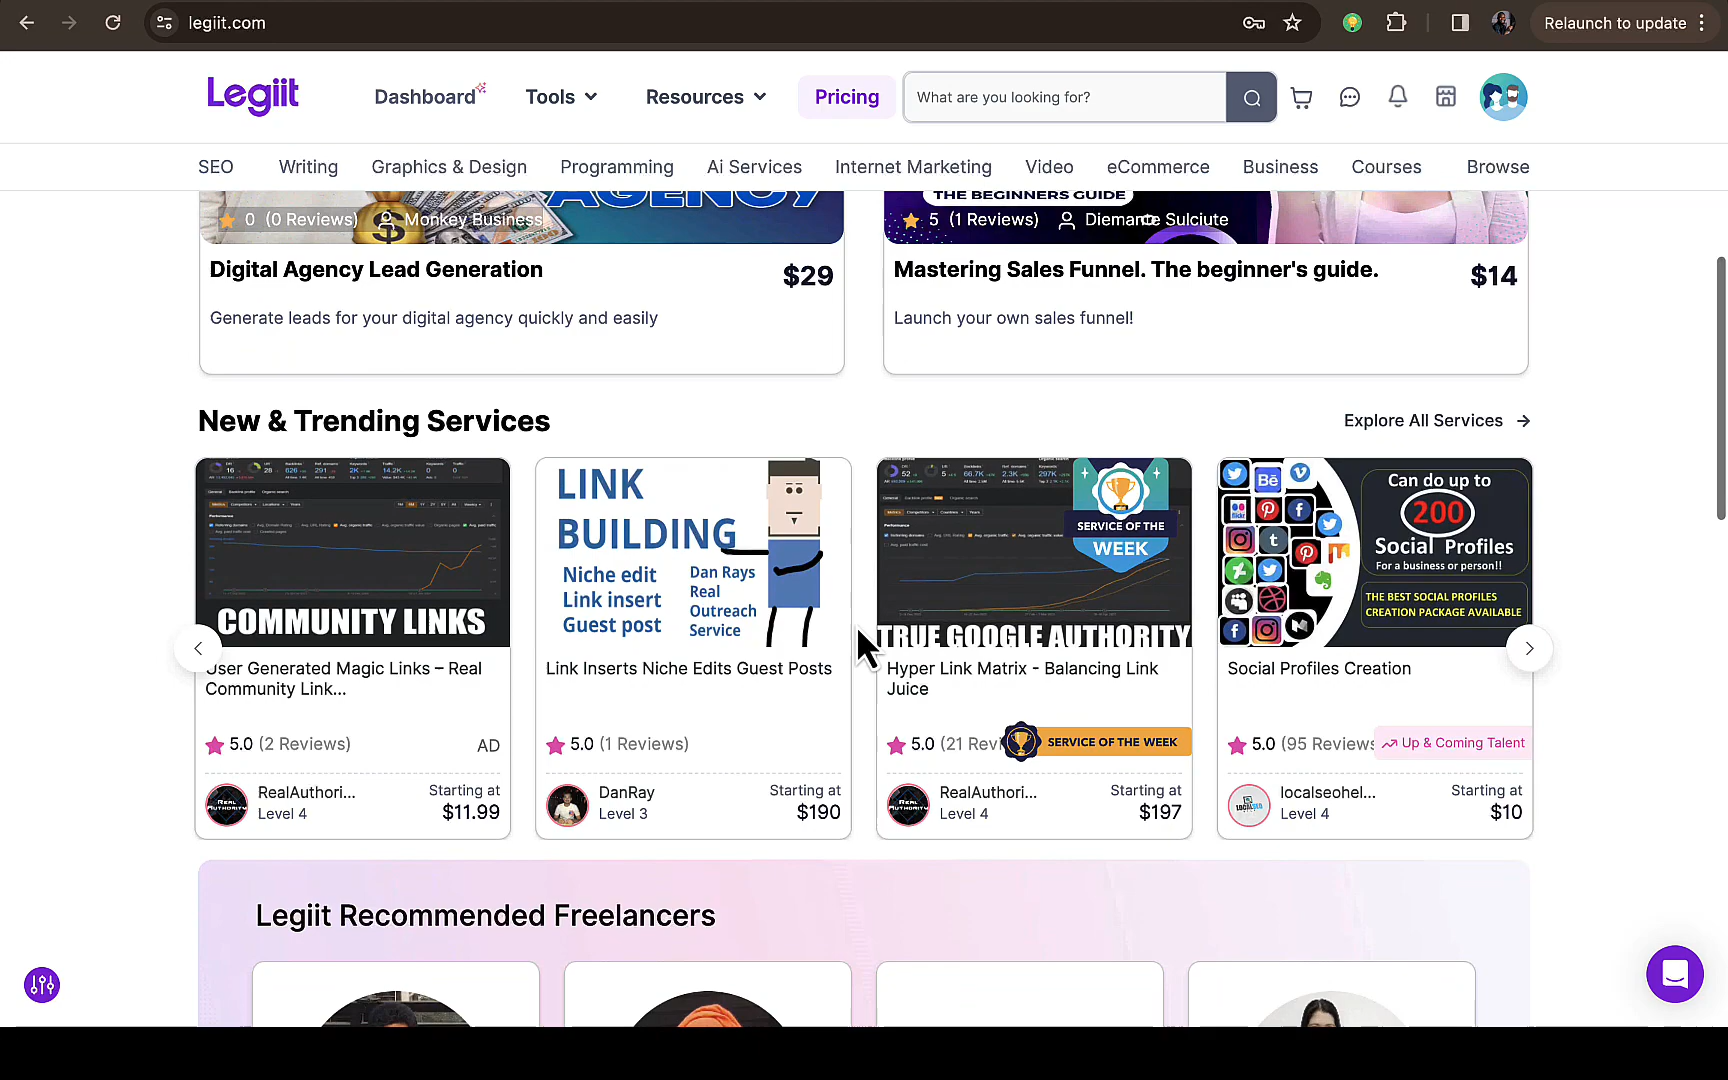 legiit.com
Relaunch to update
Legiit
Dashboard
Tools
Resources
Pricing
What are you looking for?
SEO
Writing
Graphics & Design
Programming
Ai Services
Internet Marketing
Video
eCommerce
Business
Courses
Browse
AGENCY
THE BEGINNERS GUIDE
0 (0 Reviews)
Monkey Business
5 (1 Reviews)
Diemante Sulciute
Digital Agency Lead Generation
$29
Generate leads for your digital agency quickly and easily
Mastering Sales Funnel. The beginner's guide.
$14
Launch your own sales funnel!
New & Trending Services
Explore All Services
COMMUNITY LINKS
User Generated Magic Links – Real
Community Link...
5.0 (2 Reviews)
AD
RealAuthori...
Level 4
Starting at
$11.99
LINK
BUILDING
Niche edit
Link insert
Guest post
Dan Rays
Real
Outreach
Service
Link Inserts Niche Edits Guest Posts
5.0 (1 Reviews)
DanRay
Level 3
Starting at
$190
SERVICE OF THE
WEEK
TRUE GOOGLE AUTHORITY
Hyper Link Matrix - Balancing Link
Juice
5.0 (21 Revi
SERVICE OF THE WEEK
RealAuthori...
Level 4
Starting at
$197
Can do up to
200
Social Profiles
For a business or person!!
THE BEST SOCIAL PROFILES
CREATION PACKAGE AVAILABLE
Social Profiles Creation
5.0 (95 Reviews
Up & Coming Talent
localseohel...
Level 4
Starting at
$10
Legiit Recommended Freelancers